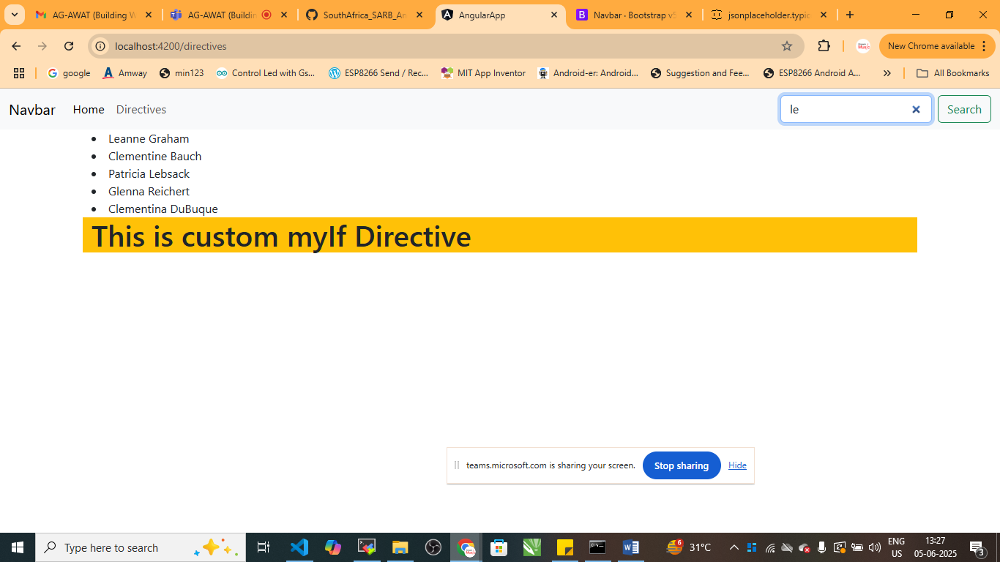 AG-AWAT (Building W
AG-AWAT (Buildin
SouthAfrica_SARB_An
AngularApp
Navbar · Bootstrap v5
jsonplaceholder.typic
localhost:4200/directives
New Chrome available
google
Amway
min123
Control Led with Gs...
ESP8266 Send / Rec...
MIT App Inventor
Android-er: Android...
Suggestion and Fee...
ESP8266 Android A...
All Bookmarks
Navbar Home Directives
le
Search
Leanne Graham
Clementine Bauch
Patricia Lebsack
Glenna Reichert
Clementina DuBuque
This is custom myIf Directive
teams.microsoft.com is sharing your screen.
Stop sharing
Hide
Type here to search
6
31°C
ENG
US
13:27
05-06-2025
3